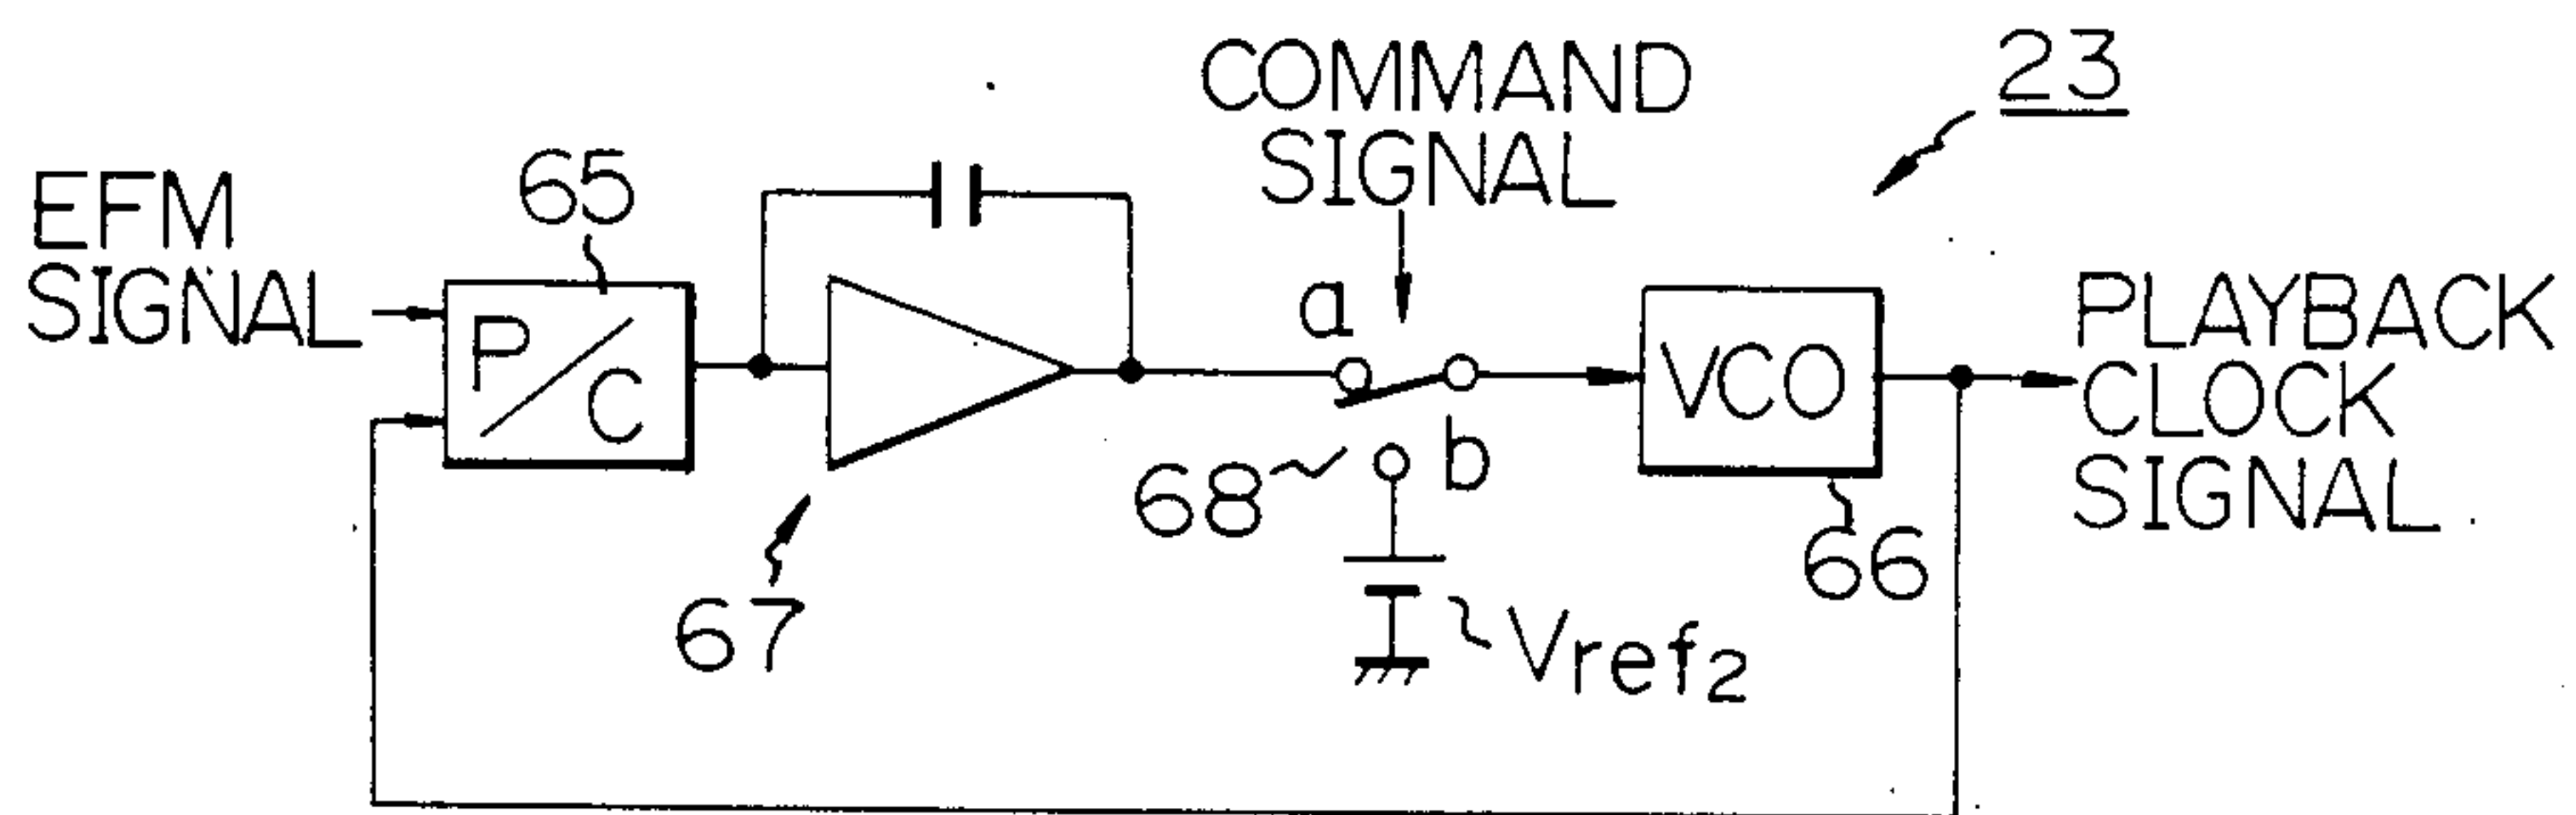 COMMAND
SIGNAL
23
EFM
SIGNAL
65
P/C
67
a
b
68
Vref2
VCO
66
PLAYBACK
CLOCK
SIGNAL